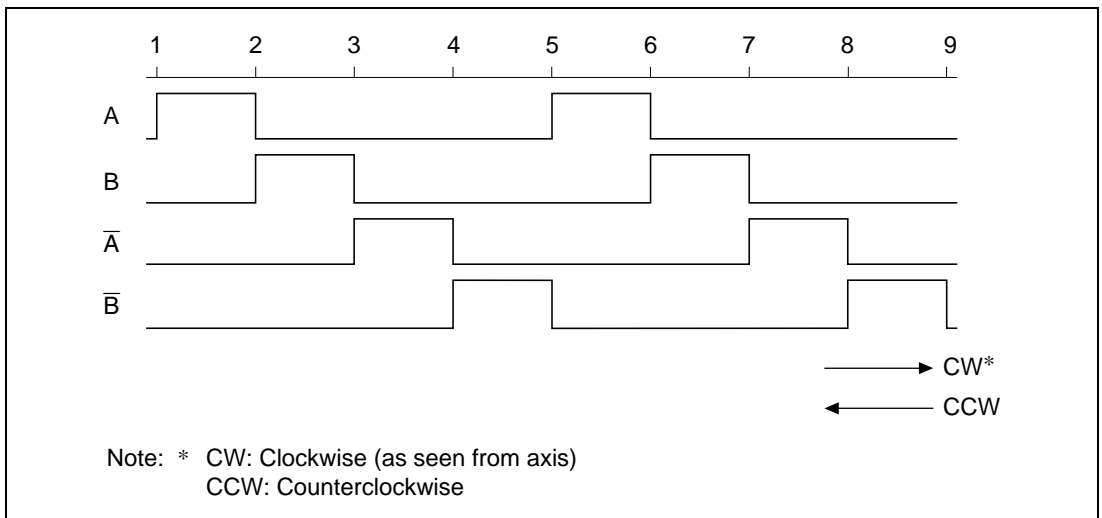 1 2 3 4 5 6 7 8 9
A
B
A̅
B̅
CW*
CCW
Note: * CW: Clockwise (as seen from axis)
CCW: Counterclockwise